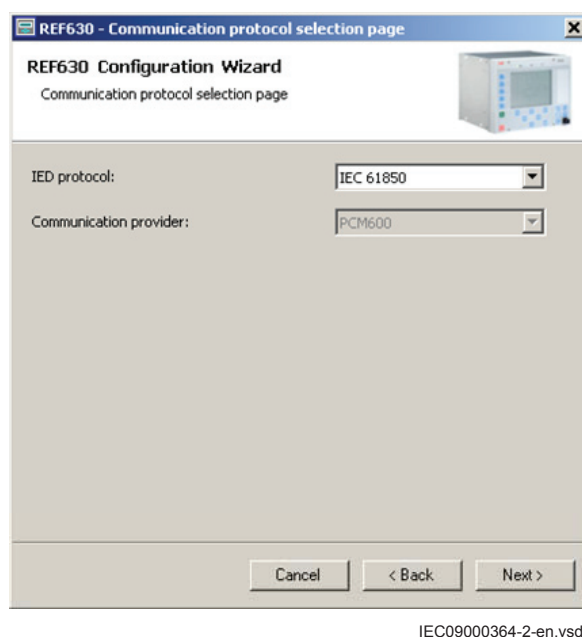 REF630 - Communication protocol selection page
REF630 Configuration Wizard
Communication protocol selection page
IED protocol: IEC 61850
Communication provider: PCM600
Cancel < Back Next >
IEC09000364-2-en.vsd